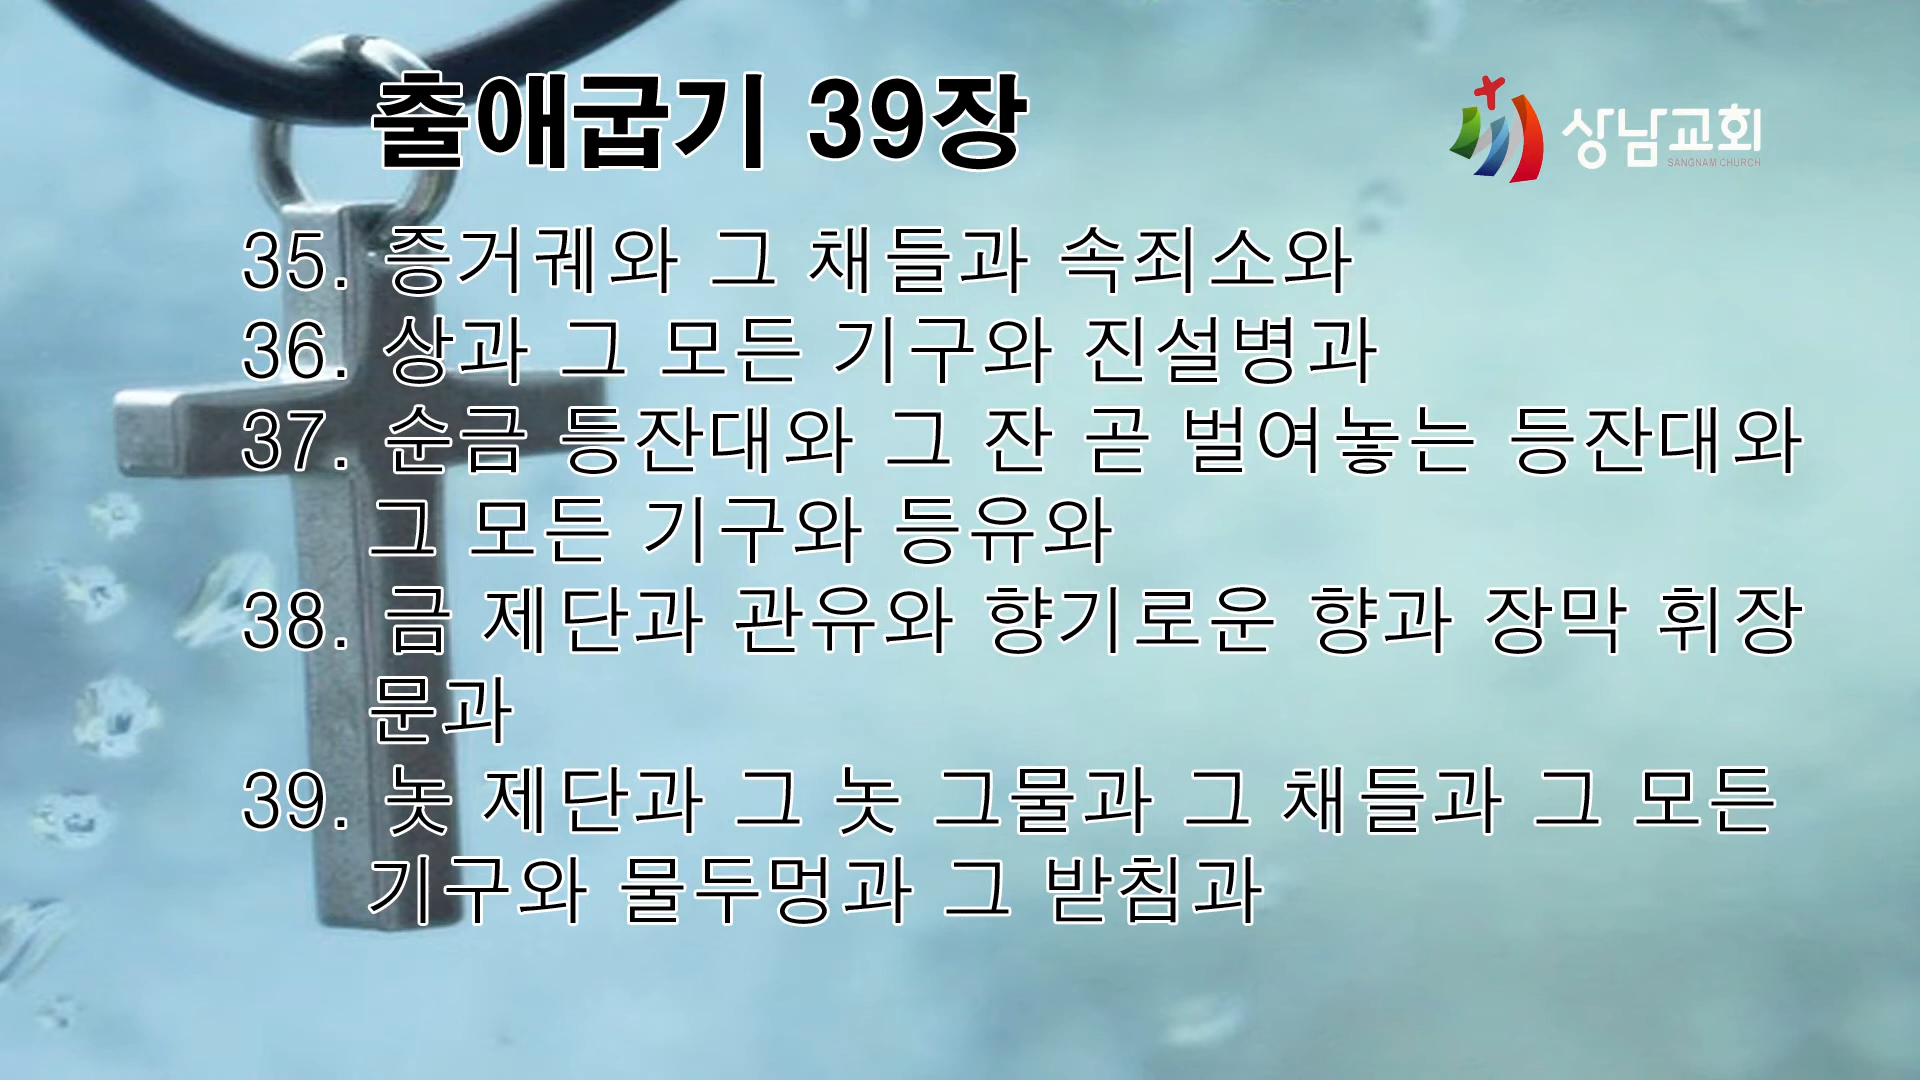 출애굽기 39장
상남교회
SANGNAM CHURCH
35. 증거궤와 그 채들과 속죄소와
36. 상과 그 모든 기구와 진설병과
37. 순금 등잔대와 그 잔 곧 벌여놓는 등잔대와
그 모든 기구와 등유와
38. 금 제단과 관유와 향기로운 향과 장막 휘장
문과
39. 놋 제단과 그 놋 그물과 그 채들과 그 모든
기구와 물두멍과 그 받침과